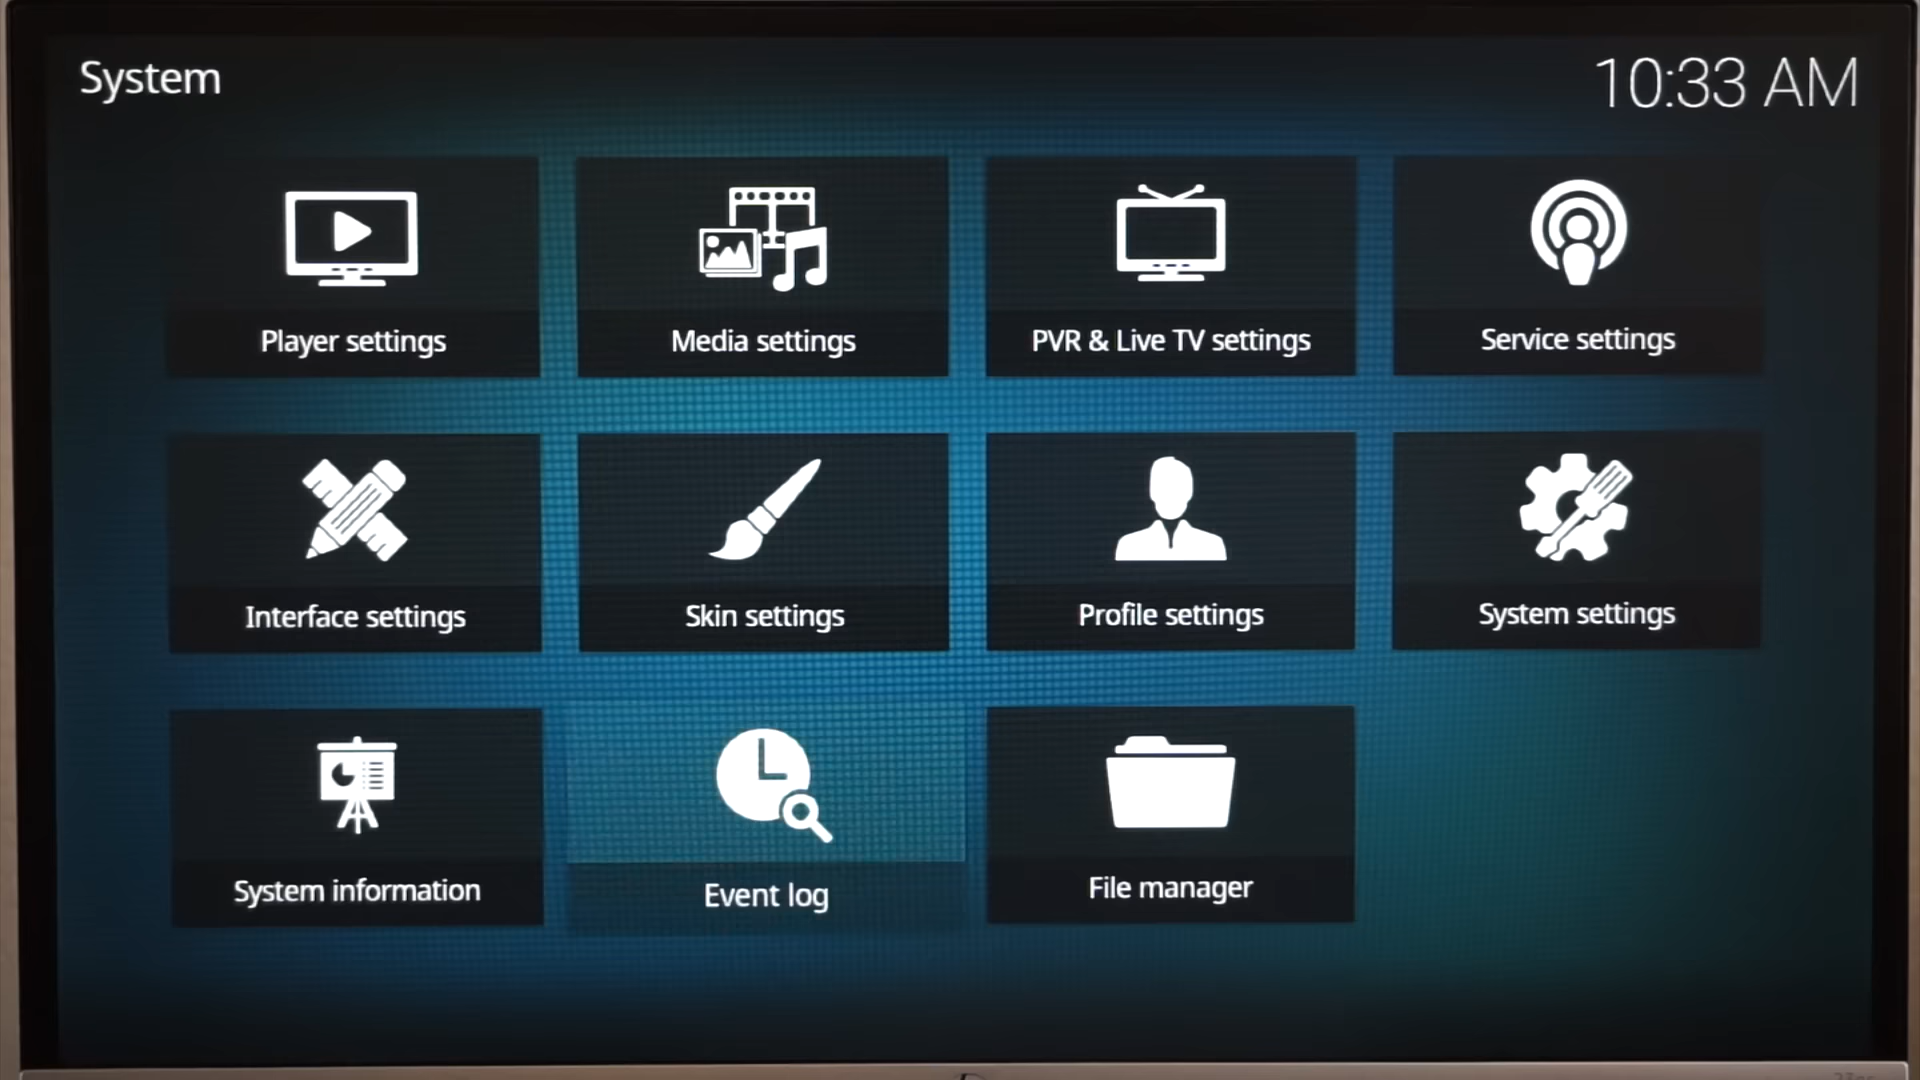 System
10:33 AM
Player settings
Media settings
PVR & Live TV settings
Service settings
Interface settings
Skin settings
Profile settings
System settings
System information
Event log
File manager